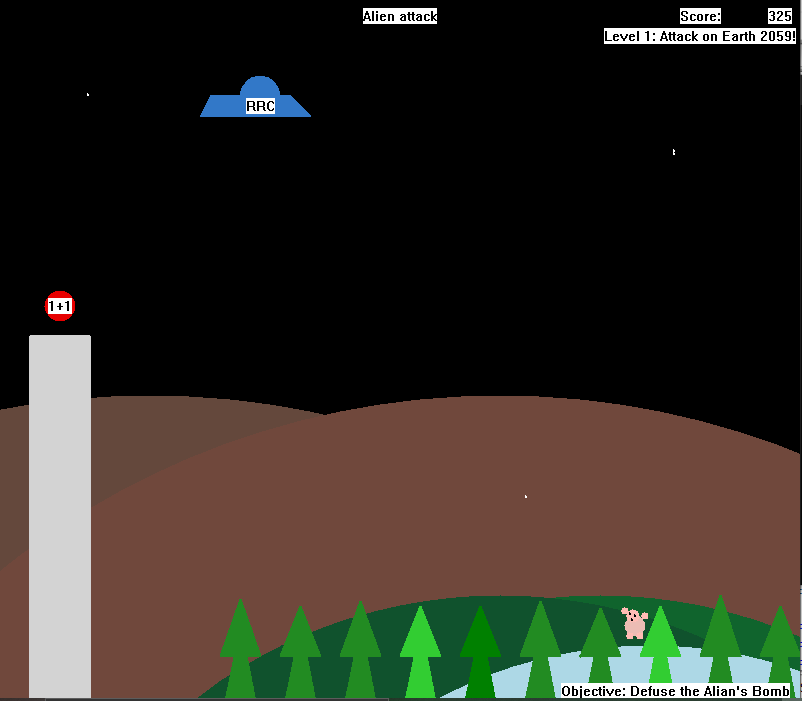 Alien attack
Score: 325
Level 1: Attack on Earth 2059!
RRC
1+1
Objective: Defuse the Alian's Bomb